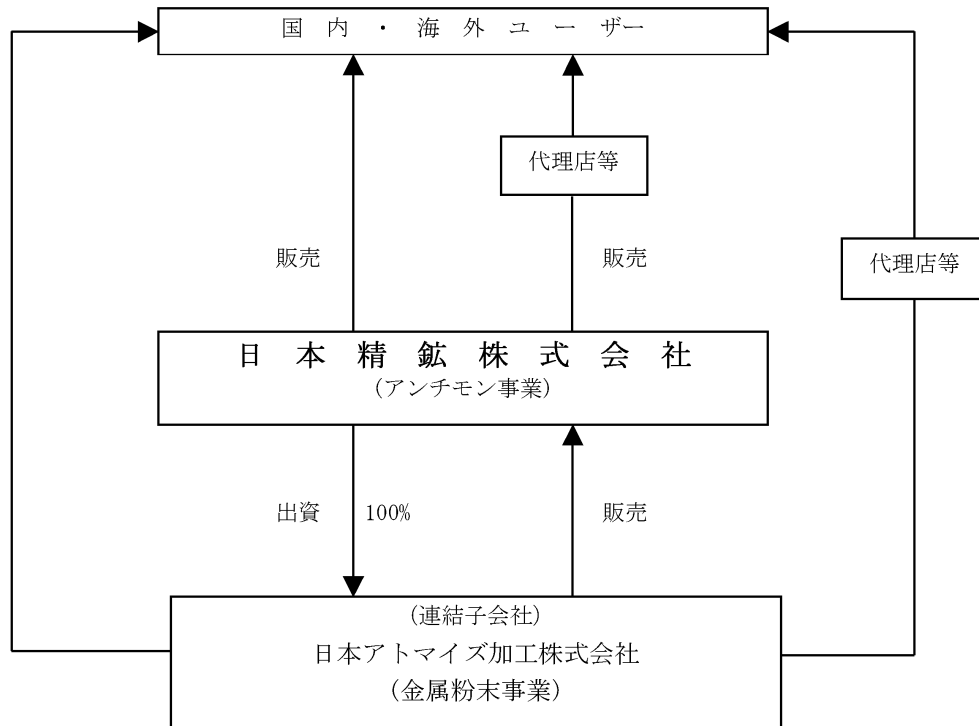 国内・海外ユーザー
代理店等
販売 販売
代理店等
日本精鉱株式会社
(アンチモン事業)
出資 100% 販売
(連結子会社)
日本アトマイズ加工株式会社
(金属粉末事業)